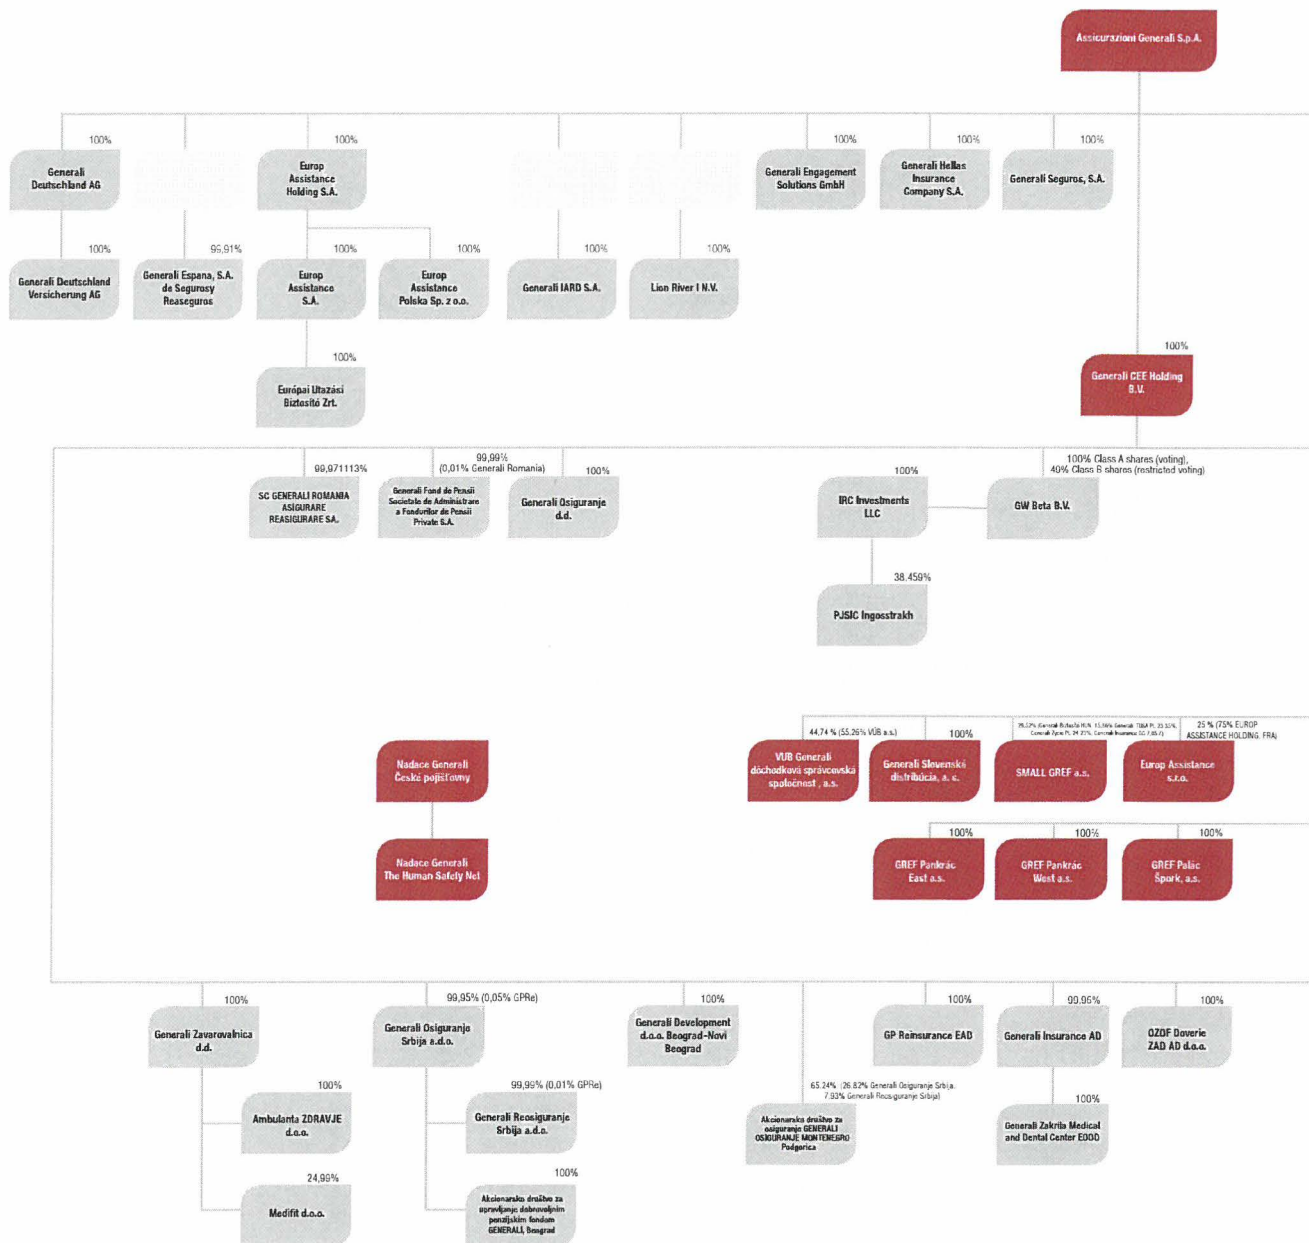 Assicurazioni Generali S.p.A.
100%
Generali
Deutschland AG
100%
Europ
Assistance
Holding S.A.
100%
Generali Engagement
Solutions GmbH
100%
Generali Hellas
Insurance
Company S.A.
100%
Generali Seguros, S.A.
100%
Generali Deutschland
Versicherung AG
99,91%
Generali Espana, S.A.
de Segurosy
Reaseguros
100%
Europ
Assistance
S.A.
100%
Europ
Assistance
Polska Sp. z o.o.
100%
Generali IARD S.A.
100%
Lion River I N.V.
100%
Európai Utazási
Biztosító Zrt.
100%
Generali CEE Holding
B.V.
99,971113%
SC GENERALI ROMANIA
ASIGURARE
REASIGURARE SA.
99,99%
(0,01% Generali Romania)
Generali Fond de Pensii
Societate de Administrare
a Fondurilor de Pensii
Private S.A.
100%
Generali Osiguranje
d.d.
100%
IRC Investments
LLC
100% Class A shares (voting),
40% Class B shares (restricted voting)
GW Beta B.V.
38.459%
PJSIC Ingosstrakh
Nadace Generali
České pojišťovny
Nadace Generali
The Human Safety Net
44,74 % (55,26% VÚB a.s.)
VUB Generali
dôchodková správcovská
spoločnost , a.s.
100%
Generali Slovenská
distribúcia, a. s.
SMALL GREF a.s.
25 % (75% EUROP
ASSISTANCE HOLDING, FRA)
Europ Assistance
s.r.o.
100%
GREF Pankrác
East a.s.
100%
GREF Pankrác
West a.s.
100%
GREF Palác
Špork, a.s.
100%
Generali Zavarovalnica
d.d.
99,95% (0,05% GPRe)
Generali Osiguranje
Srbija a.d.o.
100%
Generali Development
d.o.o. Beograd-Novi
Beograd
100%
GP Reinsurance EAD
99.96%
Generali Insurance AD
100%
OZOF Doverie
ZAD AD d.o.o.
100%
Ambulanta ZDRAVJE
d.o.o.
99,99% (0,01% GPRe)
Generali Reosiguranje
Srbija a.d.o.
65.24% (26.82% Generali Osiguranje Srbija,
7.93% Generali Reosiguranje Srbija)
Akcionarsko društvo za
osiguranje GENERALI
OSIGURANJE MONTENEGRO
Podgorica
100%
Generali Zakrila Medical
and Dental Center EOOD
24,99%
Medifit d.o.o.
100%
Akcionarsko društvo za
upravljanje dobrovoljnim
penzijskim fondom
GENERALI, Beograd